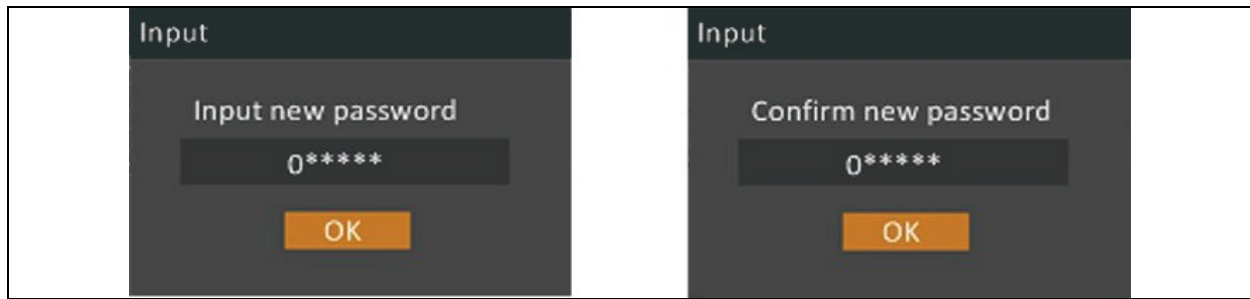 Input
Input new password
0*****
OK
Input
Confirm new password
0*****
OK